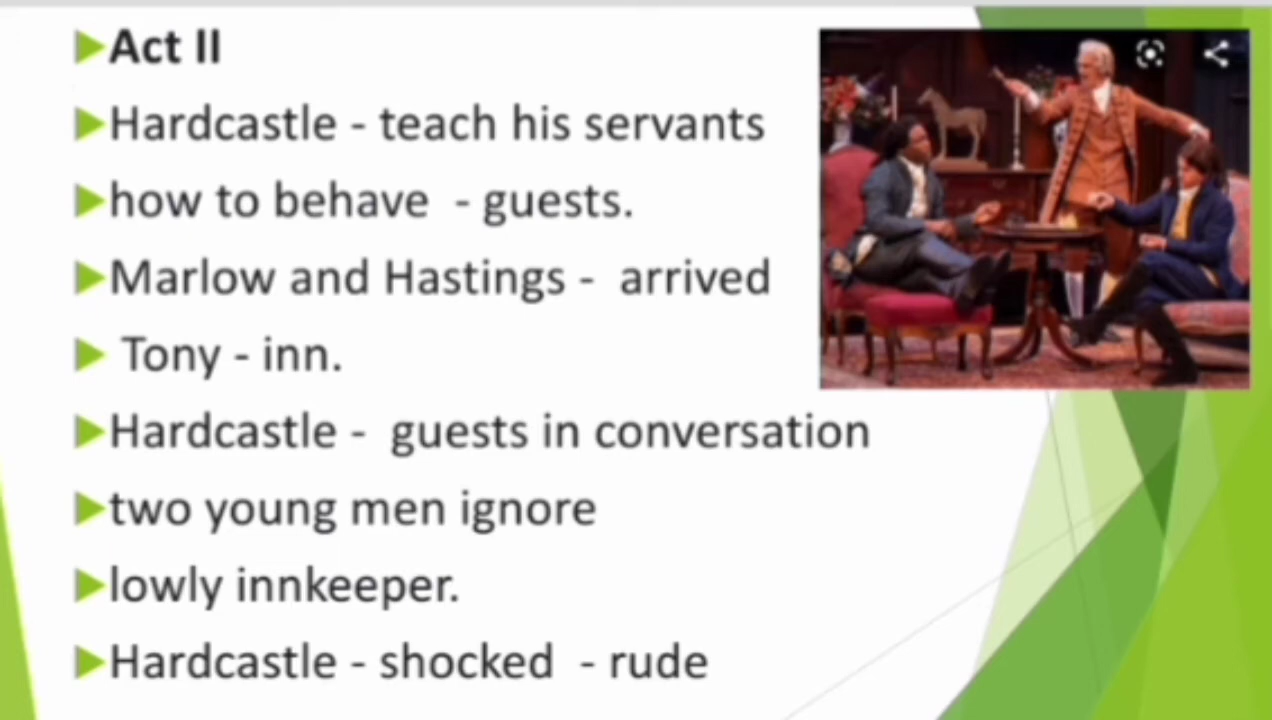 Act II
Hardcastle - teach his servants
how to behave - guests.
Marlow and Hastings - arrived
Tony - inn.
Hardcastle - guests in conversation
two young men ignore
lowly innkeeper.
Hardcastle - shocked - rude